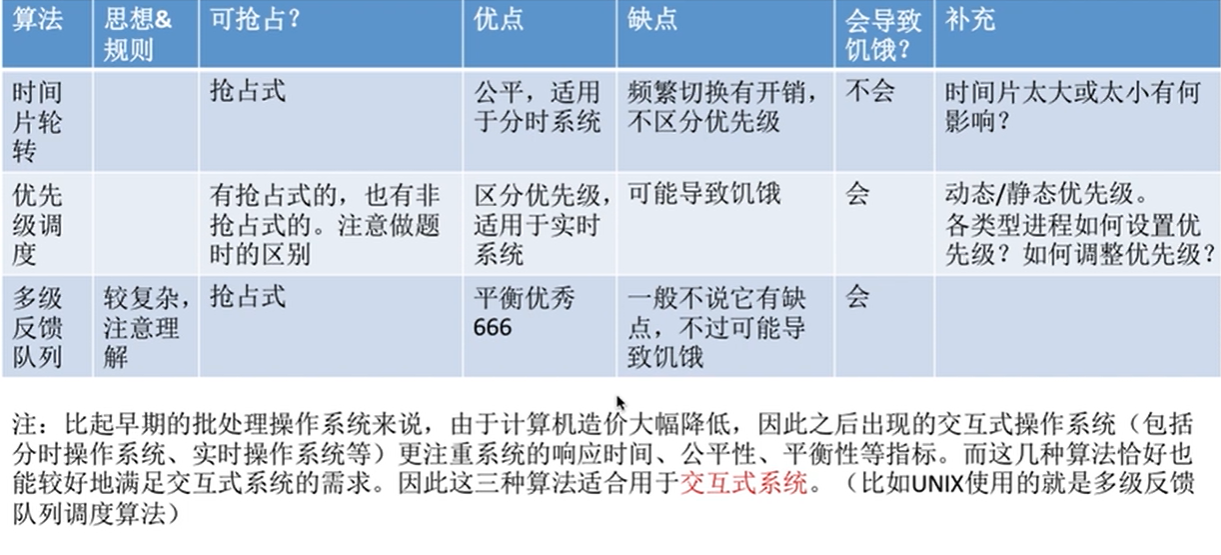 算法 思想& 可抢占? 优点 缺点 会导致 补充
规则 饥饿?
时间 抢占式 公平，适用 频繁切换有开销， 不会 时间片太大或太小有何
片轮 于分时系统 不区分优先级 影响?
转
优先 有抢占式的，也有非 区分优先级， 可能导致饥饿 会 动态/静态优先级。
级调 抢占式的。注意做题 适用于实时 各类型进程如何设置优
度 时的区别 系统 先级？如何调整优先级？
多级 较复杂， 抢占式 平衡优秀 一般不说它有缺 会
反馈 注意理 666 点，不过可能导
队列 解 致饥饿
注：比起早期的批处理操作系统来说，由于计算机造价大幅降低，因此之后出现的交互式操作系统（包括
分时操作系统、实时操作系统等）更注重系统的响应时间、公平性、平衡性等指标。而这几种算法恰好也
能较好地满足交互式系统的需求。因此这三种算法适合用于交互式系统。（比如UNIX使用的就是多级反馈
队列调度算法）